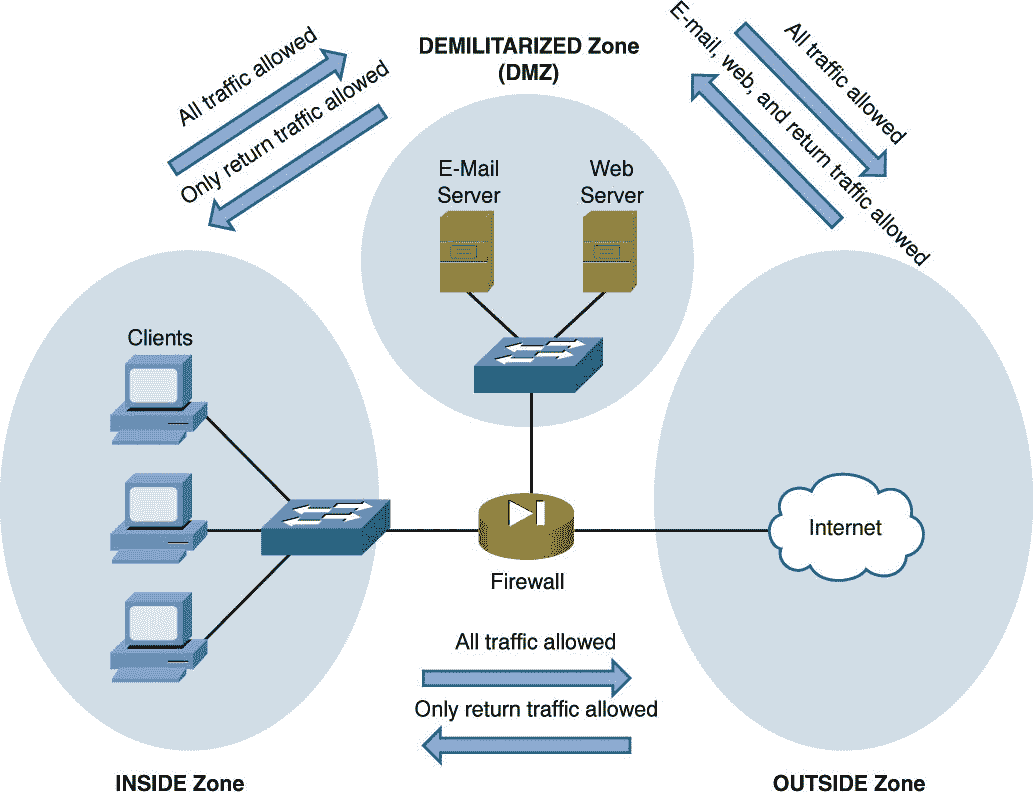 DEMILITARIZED Zone
(DMZ)
All traffic allowed
Only return traffic allowed
All traffic allowed
E-mail, web, and return traffic allowed
E-Mail
Server
Web
Server
Clients
Internet
Firewall
All traffic allowed
Only return traffic allowed
INSIDE Zone
OUTSIDE Zone